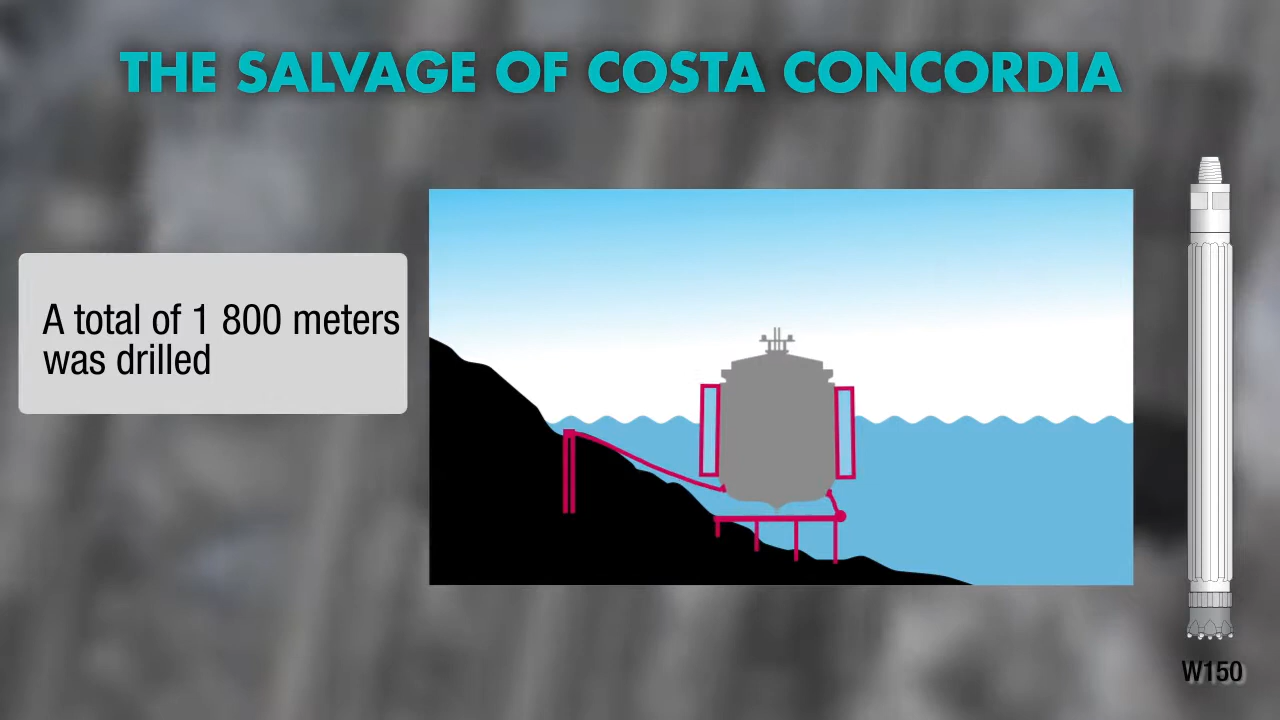 THE SALVAGE OF COSTA CONCORDIA
A total of 1 800 meters
was drilled
W150